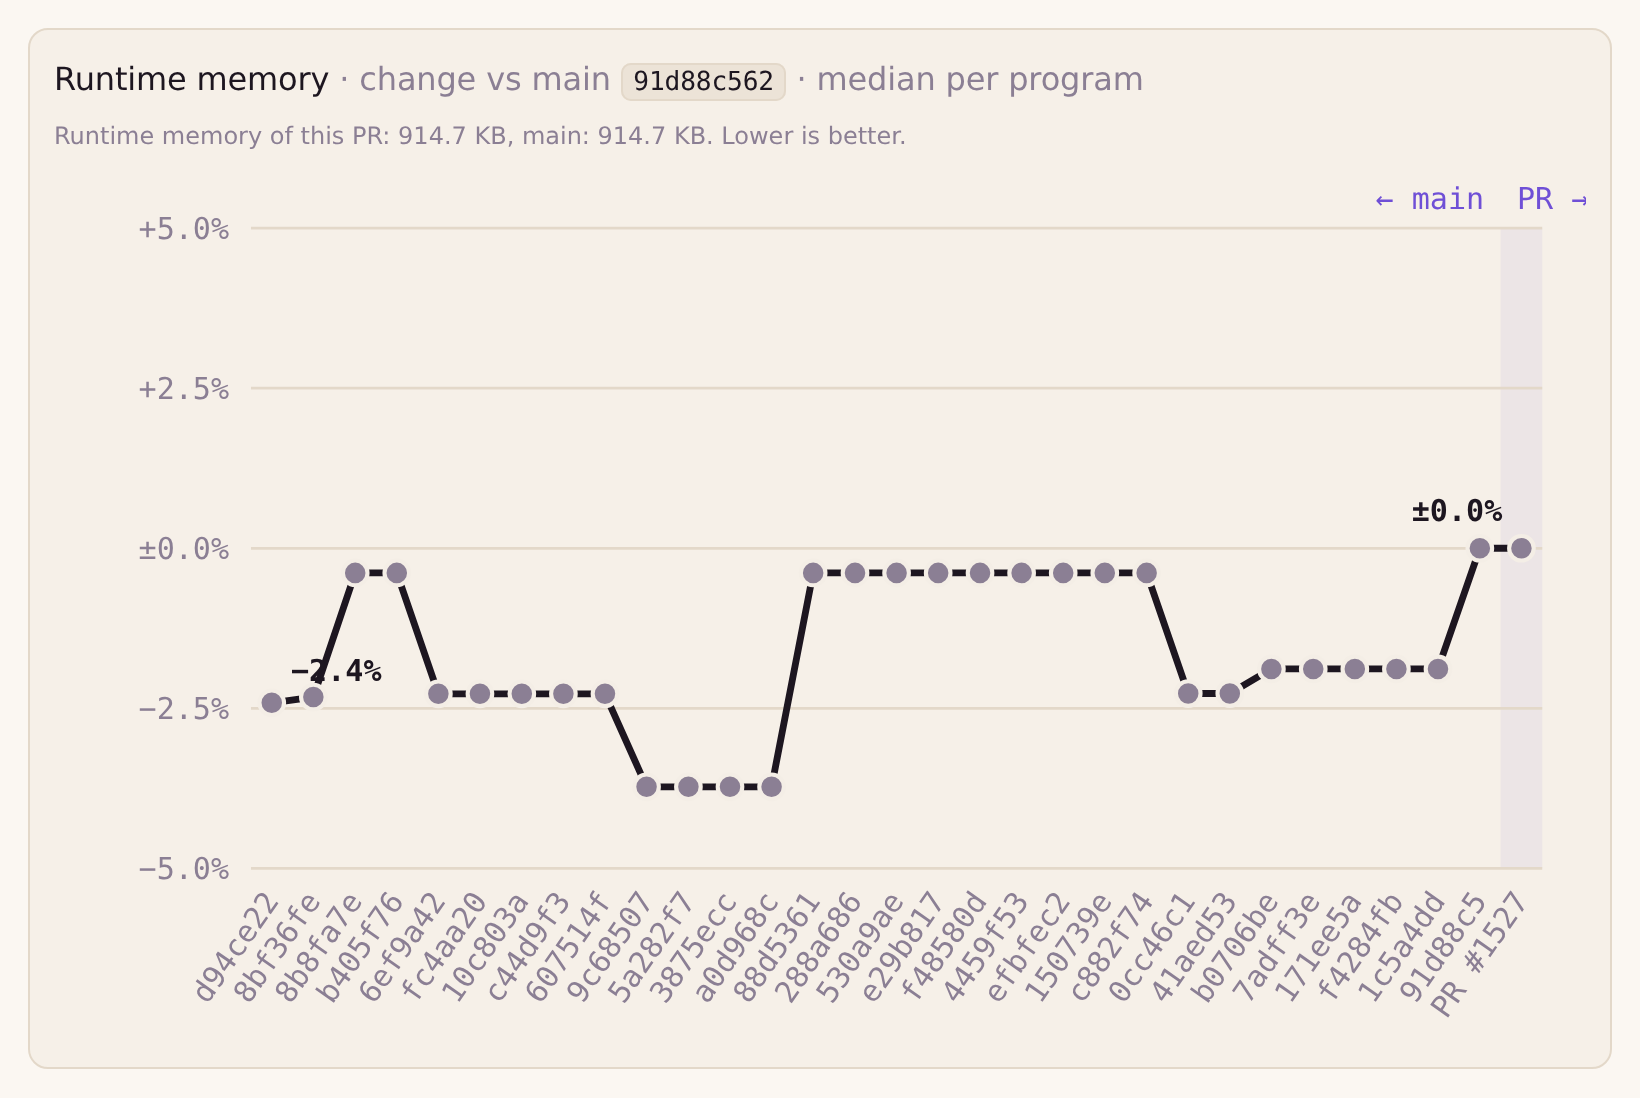 Runtime memory · change vs main 91d88c562 · median per program
Runtime memory of this PR: 914.7 KB, main: 914.7 KB. Lower is better.
← main PR →
+5.0%
+2.5%
±0.0%
−2.5%
−5.0%
−2.4%
±0.0%
d94ce22
8bf36fe
8b8fa7e
b405f76
6ef9a42
fc4aa20
10c803a
c44d9f3
607514f
9c68507
5a282f7
3875ecc
a0d968c
88d5361
288a686
530a9ae
e29b817
f48580d
4459f53
efbfec2
150739e
c882f74
0cc46c1
41aed53
b0706be
7adff3e
171ee5a
f4284fb
1c5a4dd
91d88c5
PR #1527